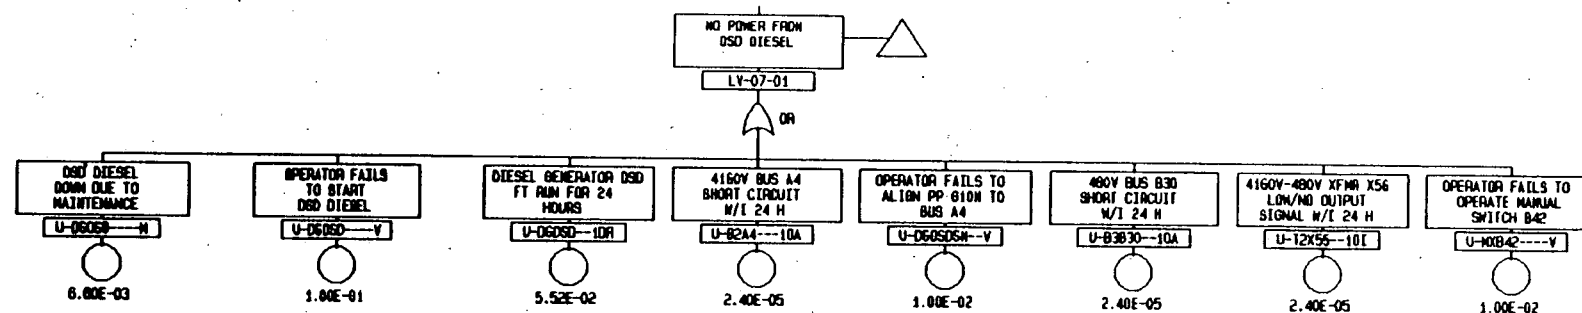 NO POWER FROM
DSD DIESEL
LV-07-01
OR
DSD DIESEL
DOWN DUE TO
MAINTENANCE
U-DGDSD----M
6.60E-03
OPERATOR FAILS
TO START
DSD DIESEL
U-DGDSD----V
1.00E-01
DIESEL GENERATOR DSD
FT RUN FOR 24
HOURS
U-DGDSD--1DR
5.52E-02
4160V BUS A4
SHORT CIRCUIT
W/I 24 H
U-B2A4---10A
2.40E-05
OPERATOR FAILS TO
ALIGN PP-610N TO
BUS A4
U-DGDSDSN--V
1.00E-02
480V BUS B30
SHORT CIRCUIT
W/I 24 H
U-B3B30--10A
2.40E-05
4160V-480V XFMR X56
LOW/NO OUTPUT
SIGNAL W/I 24 H
U-T2X56--10I
2.40E-05
OPERATOR FAILS TO
OPERATE MANUAL
SWITCH B42
U-MXB42----V
1.00E-02